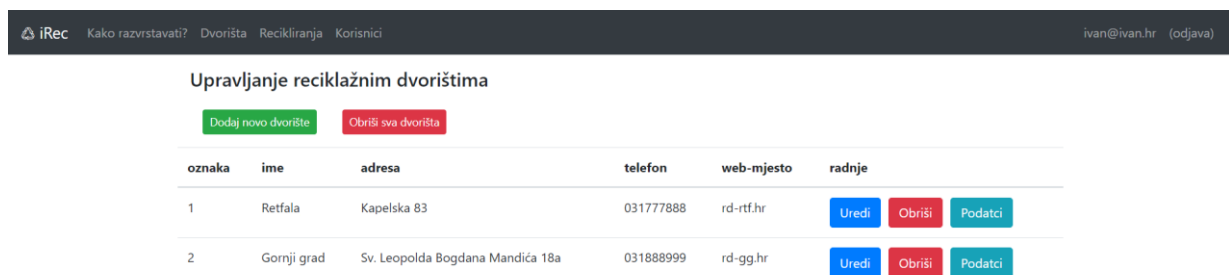 iRec Kako razvrstavati? Dvorišta Recikliranja Korisnici ivan@ivan.hr (odjava)
Upravljanje reciklažnim dvorištima
Dodaj novo dvorište Obriši sva dvorišta
oznaka ime adresa telefon web-mjesto radnje
1 Retfala Kapelska 83 031777888 rd-rtf.hr Uredi Obriši Podatci
2 Gornji grad Sv. Leopolda Bogdana Mandića 18a 031888999 rd-gg.hr Uredi Obriši Podatci